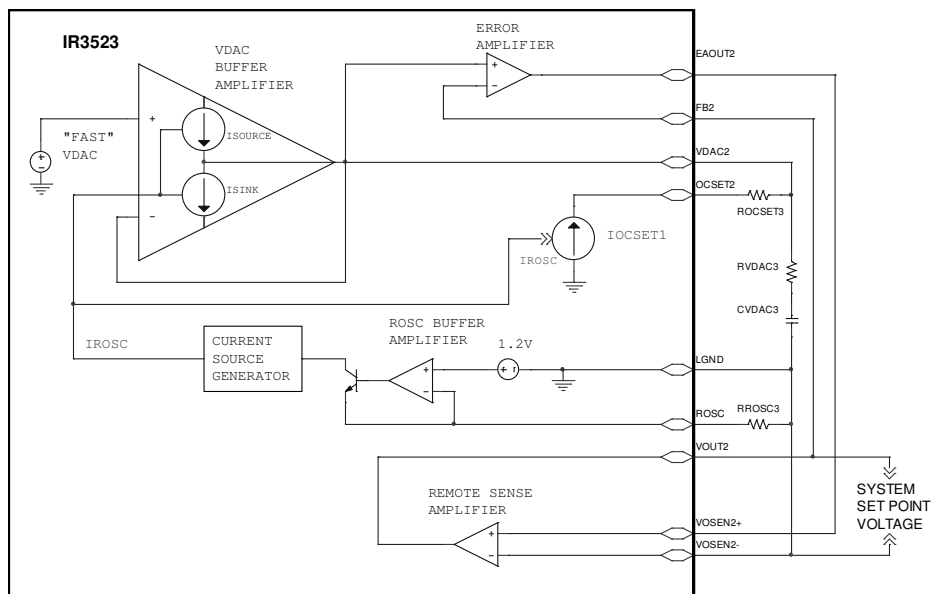 IR3523
VDAC
BUFFER
AMPLIFIER
ERROR
AMPLIFIER
EAOUT2
"FAST"
VDAC
+
-
ISOURCE
ISINK
+
-
FB2
VDAC2
OCSET2
ROCSET3
IOCSET1
IROSC
RVDAC3
CVDAC3
IROSC
CURRENT
SOURCE
GENERATOR
ROSC BUFFER
AMPLIFIER
1.2V
+
-
LGND
ROSC
RROSC3
VOUT2
REMOTE SENSE
AMPLIFIER
+
-
VOSEN2+
VOSEN2-
SYSTEM
SET POINT
VOLTAGE